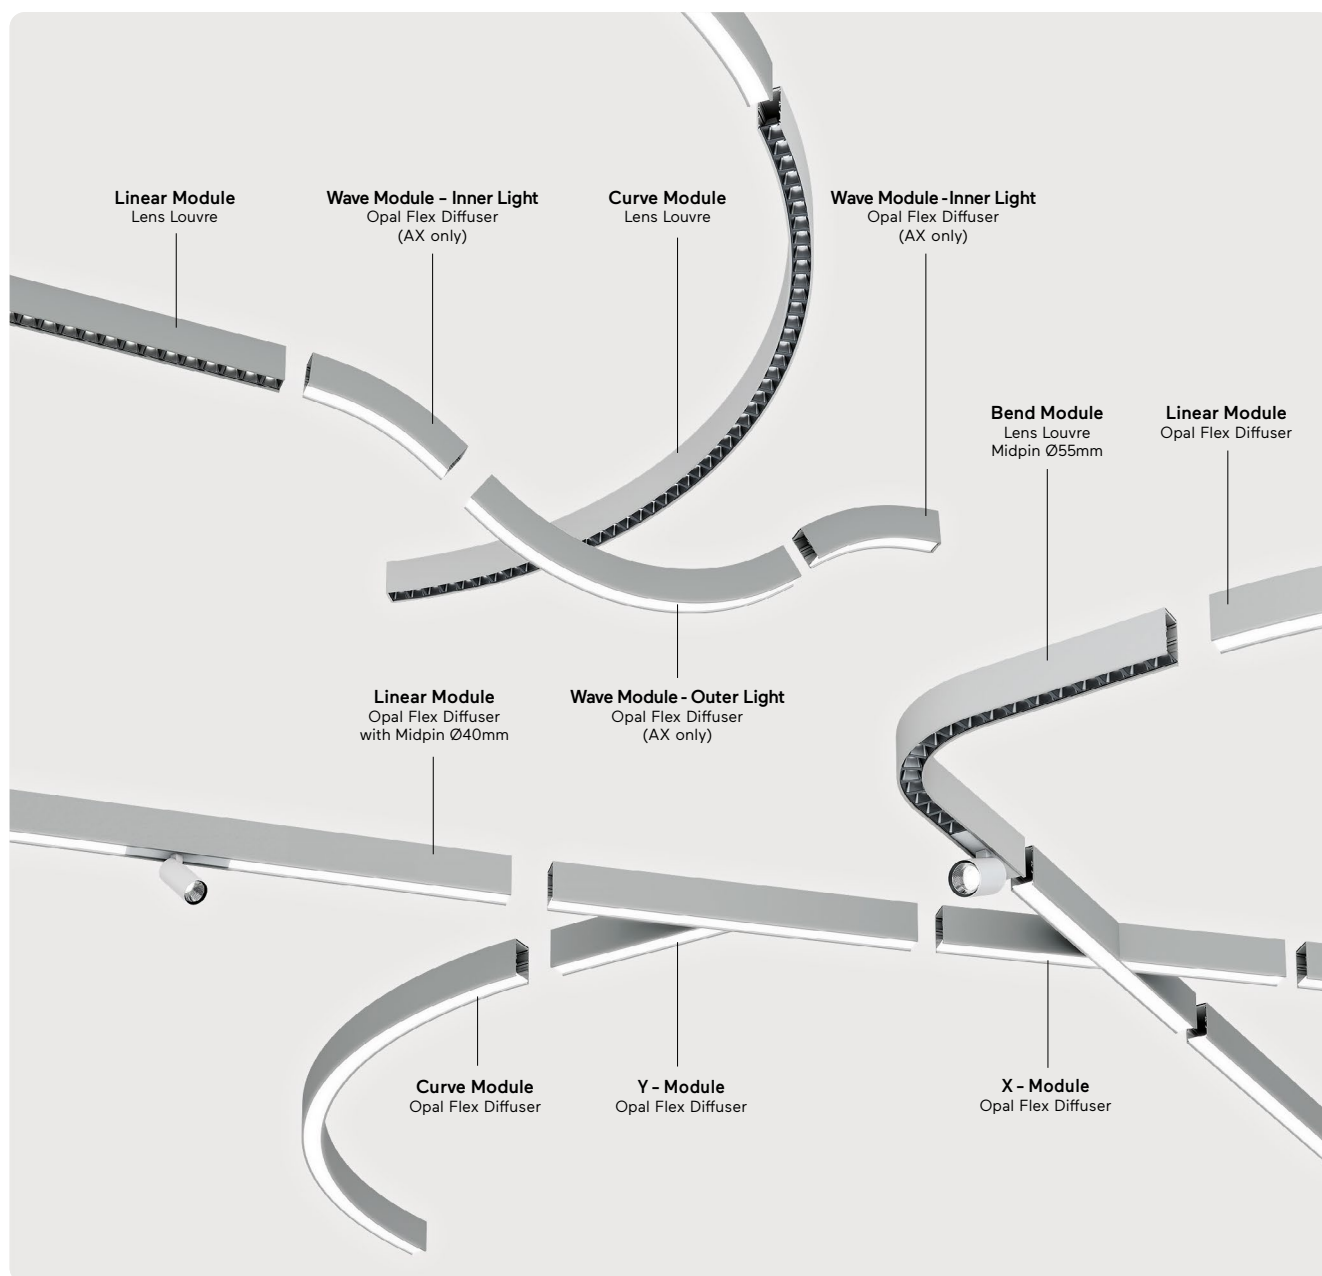 Linear Module
Lens Louvre
Wave Module – Inner Light
Opal Flex Diffuser
(AX only)
Curve Module
Lens Louvre
Wave Module - Inner Light
Opal Flex Diffuser
(AX only)
Bend Module
Lens Louvre
Midpin Ø55mm
Linear Module
Opal Flex Diffuser
Linear Module
Opal Flex Diffuser
with Midpin Ø40mm
Wave Module - Outer Light
Opal Flex Diffuser
(AX only)
Curve Module
Opal Flex Diffuser
Y - Module
Opal Flex Diffuser
X - Module
Opal Flex Diffuser